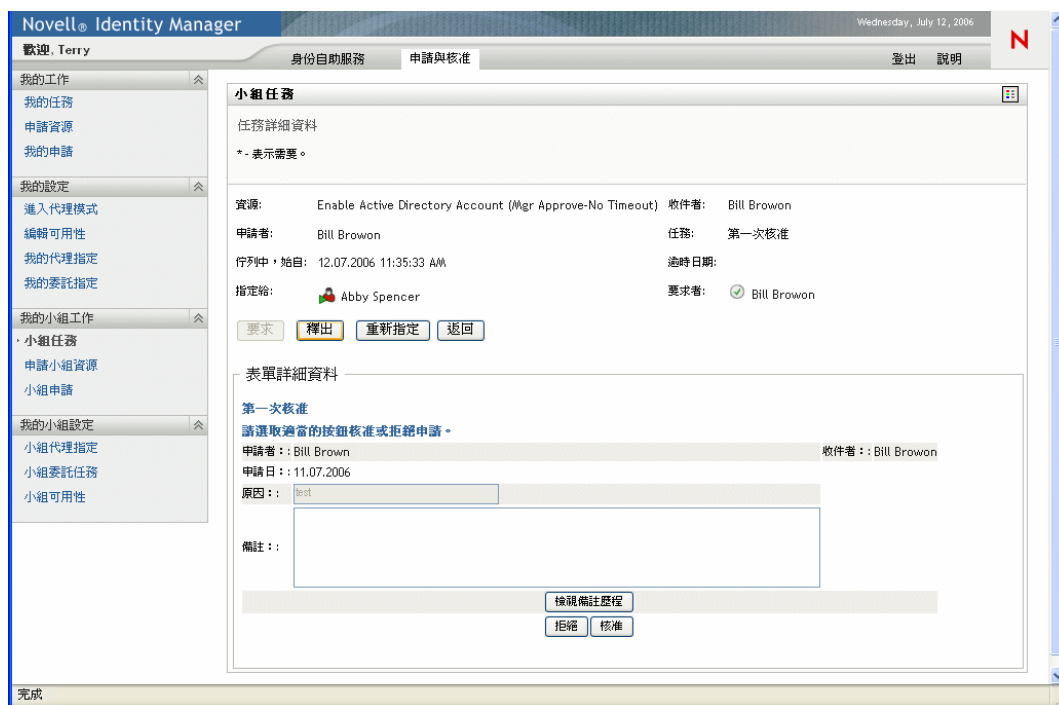 Novell® Identity Manager
Wednesday, July 12, 2006
N
歡迎, Terry
身份自助服務 申請與核准 登出 說明
我的工作
我的任務
申請資源
我的申請
我的設定
進入代理模式
編輯可用性
我的代理指定
我的委託指定
我的小組工作
小組任務
申請小組資源
小組申請
我的小組設定
小組代理指定
小組委託任務
小組可用性
小組任務
任務詳細資料
*- 表示需要。
資源: Enable Active Directory Account (Mgr Approve-No Timeout) 收件者: Bill Browon
申請者: Bill Browon 任務: 第一次核准
佇列中，始自: 12.07.2006 11:35:33 AM 逾時日期:
指定給: Abby Spencer 要求者: Bill Browon
要求 釋出 重新指定 返回
表單詳細資料
第一次核准
請選取適當的按鈕核准或拒絕申請。
申請者：: Bill Brown 收件者：: Bill Browon
申請日：: 11.07.2006
原因：: test
備註：:
檢視備註歷程
拒絕 核准
完成